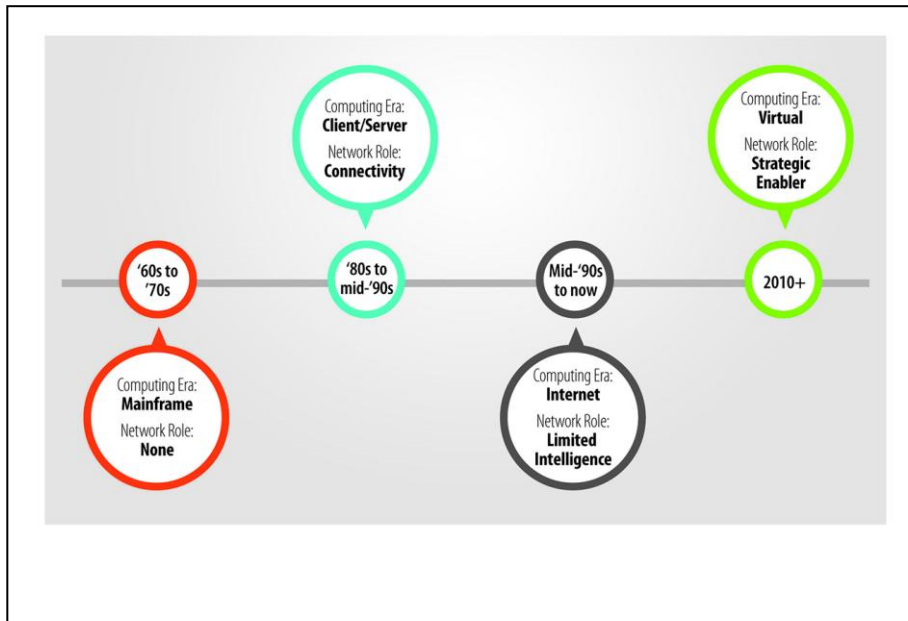 Computing Era:
Client/Server
Network Role:
Connectivity
Computing Era:
Virtual
Network Role:
Strategic
Enabler
‘60s to
’70s
‘80s to
mid-‘90s
Mid-‘90s
to now
2010+
Computing Era:
Mainframe
Network Role:
None
Computing Era:
Internet
Network Role:
Limited
Intelligence